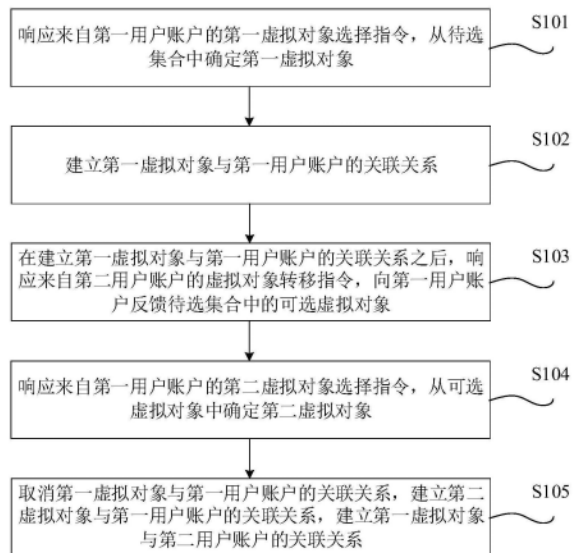 响应来自第一用户账户的第一虚拟对象选择指令，从待选
集合中确定第一虚拟对象
S101
建立第一虚拟对象与第一用户账户的关联关系
S102
在建立第一虚拟对象与第一用户账户的关联关系之后，响
应来自第二用户账户的虚拟对象转移指令，向第一用户账
户反馈待选集合中的可选虚拟对象
S103
响应来自第一用户账户的第二虚拟对象选择指令，从可选
虚拟对象中确定第二虚拟对象
S104
取消第一虚拟对象与第一用户账户的关联关系，建立第二
虚拟对象与第一用户账户的关联关系，建立第一虚拟对象
与第二用户账户的关联关系
S105